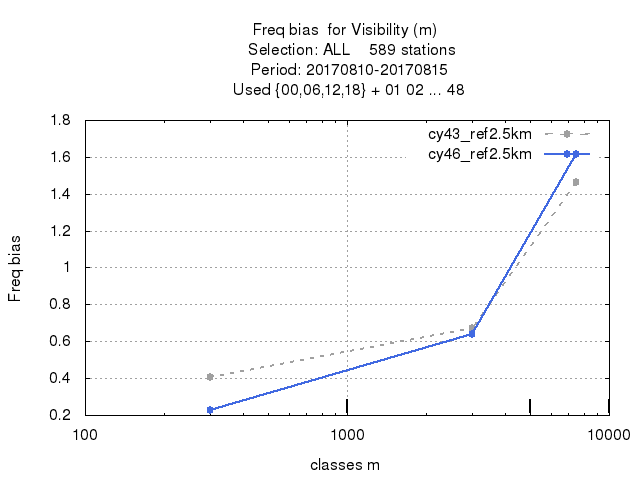 Freq bias  for Visibility (m)
Selection: ALL    589 stations
Period: 20170810-20170815
Used {00,06,12,18} + 01 02 ... 48
cy43_ref2.5km
cy46_ref2.5km
1.8
1.6
1.4
1.2
1
0.8
0.6
0.4
0.2
Freq bias
100
1000
10000
classes m